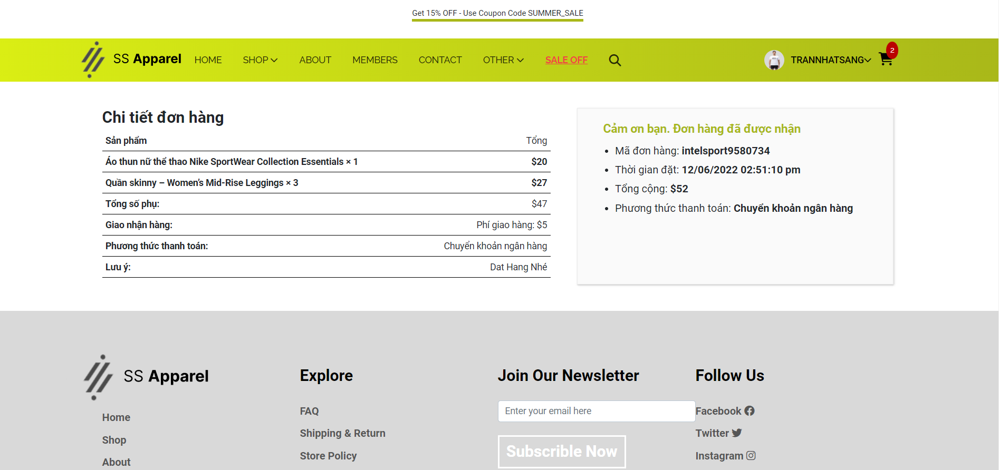 Get 15% OFF - Use Coupon Code SUMMER_SALE
SS Apparel HOME SHOP ABOUT MEMBERS CONTACT OTHER SALE OFF TRANNHATSANG 2
Chi tiết đơn hàng
Sản phẩm Tổng
Áo thun nữ thể thao Nike SportWear Collection Essentials × 1 $20
Quần skinny – Women’s Mid-Rise Leggings × 3 $27
Tổng số phụ: $47
Giao nhận hàng: Phí giao hàng: $5
Phương thức thanh toán: Chuyển khoản ngân hàng
Lưu ý: Dat Hang Nhé
Cảm ơn bạn. Đơn hàng đã được nhận
• Mã đơn hàng: intelsport9580734
• Thời gian đặt: 12/06/2022 02:51:10 pm
• Tổng cộng: $52
• Phương thức thanh toán: Chuyển khoản ngân hàng
SS Apparel
Home
Shop
About
Explore
FAQ
Shipping & Return
Store Policy
Join Our Newsletter
Enter your email here
Subscrible Now
Follow Us
Facebook
Twitter
Instagram